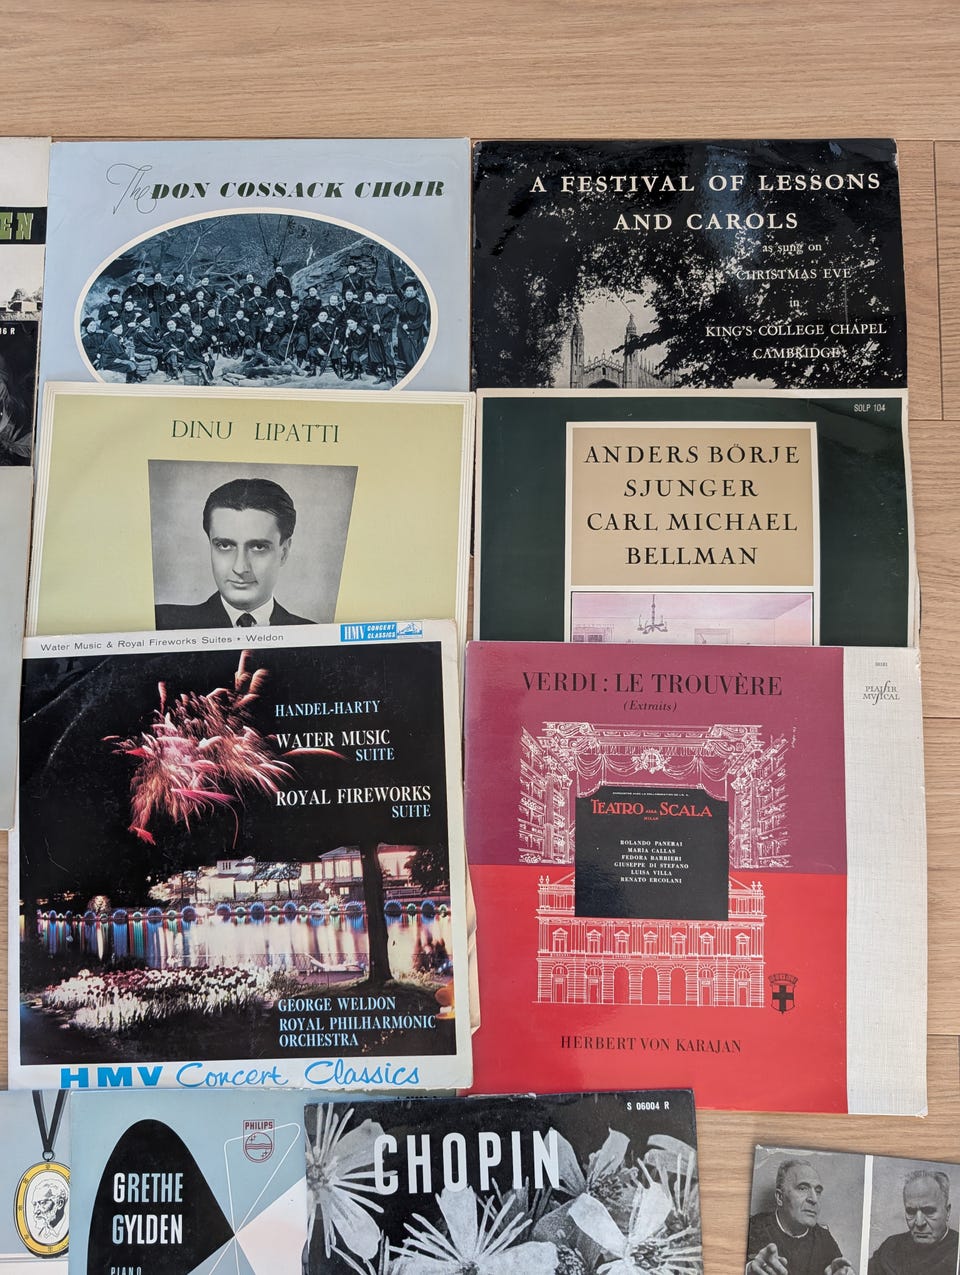 EN
6 R
The DON COSSACK CHOIR
A FESTIVAL OF LESSONS
AND CAROLS
as sung on
CHRISTMAS EVE
in
KING'S COLLEGE CHAPEL
CAMBRIDGE
DINU LIPATTI
SOLP 104
ANDERS BÖRJE
SJUNGER
CARL MICHAEL
BELLMAN
Water Music & Royal Fireworks Suites • Weldon
HMV CONCERT CLASSICS
HANDEL-HARTY
WATER MUSIC
SUITE
ROYAL FIREWORKS
SUITE
GEORGE WELDON
ROYAL PHILHARMONIC
ORCHESTRA
HMV Concert Classics
VERDI : LE TROUVÈRE
(Extraits)
PLAISIR
MUSICAL
TEATRO ALLA SCALA
MILAN
ROLANDO PANERAI
MARIA CALLAS
FEDORA BARBIERI
GIUSEPPE DI STEFANO
LUISA VILLA
RENATO ERCOLANI
HERBERT VON KARAJAN
PHILIPS
GRETHE
GYLDEN
PIANO
S 06004 R
CHOPIN